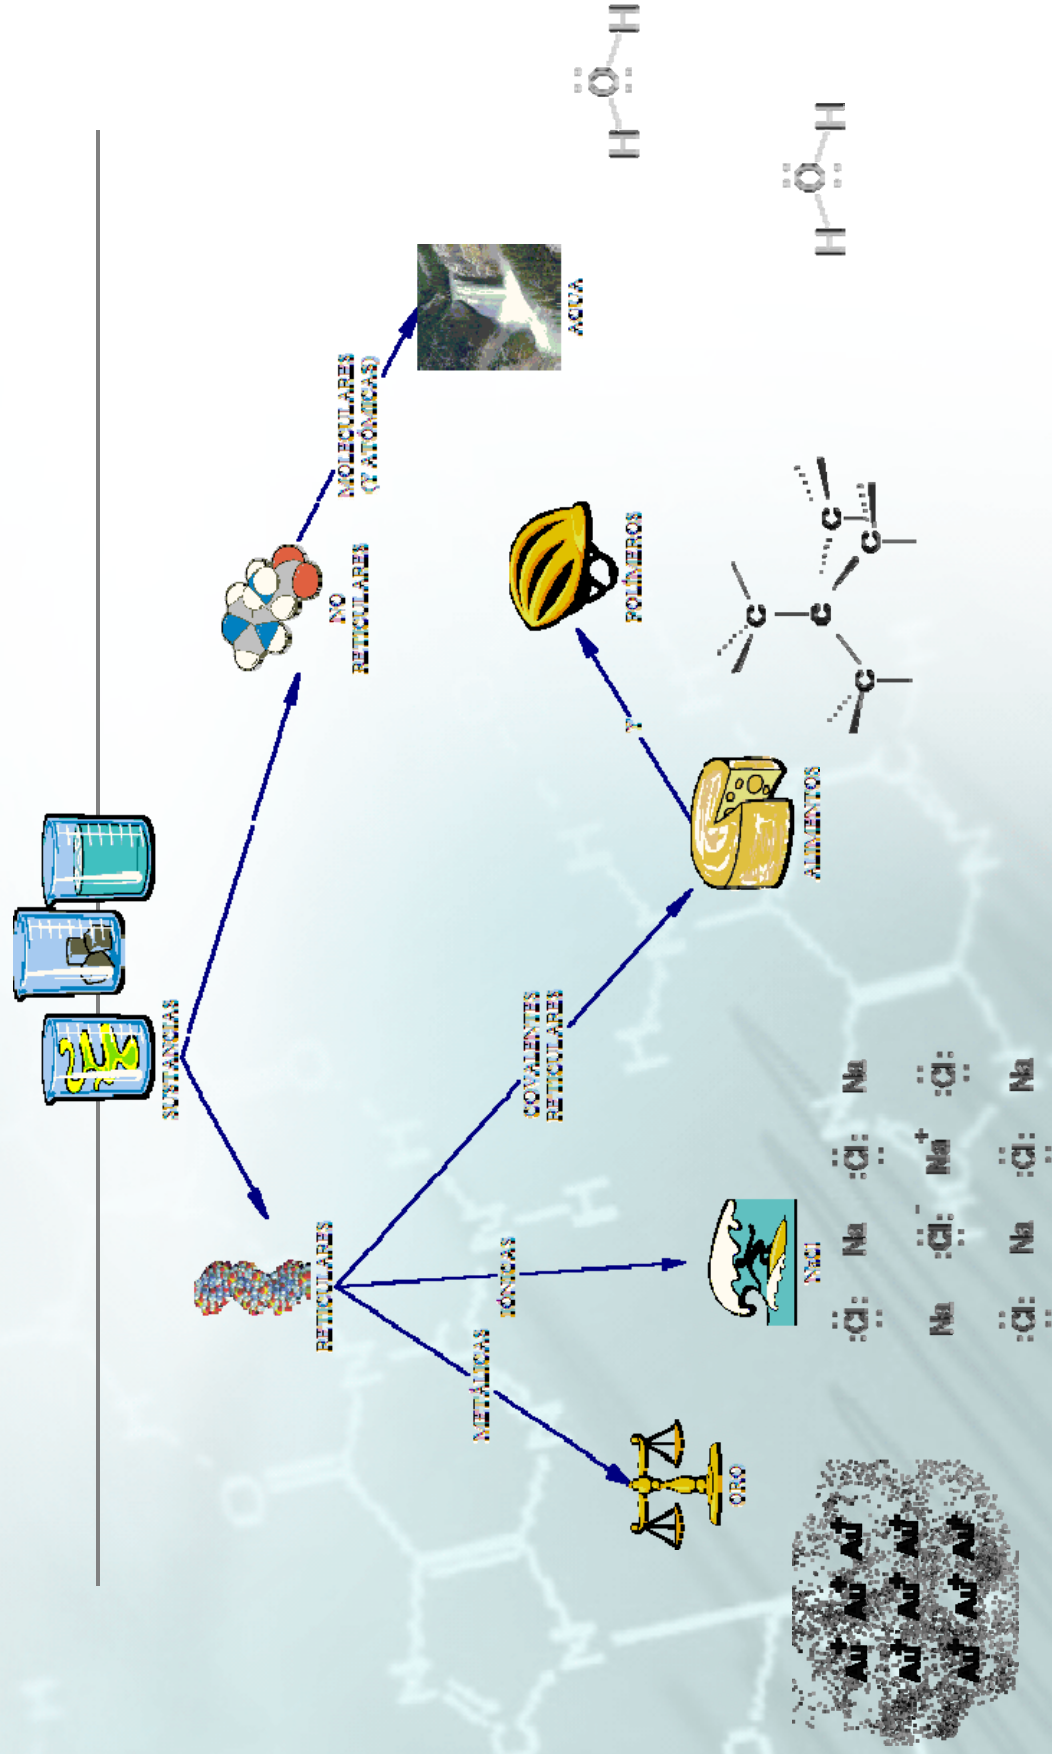 SUSTANCIAS
RETICULARES
NO
RETICULARES
MOLECULARES
(Y ATÓMICAS)
AGUA
METÁLICAS
IÓNICAS
COVALENTES
RETICULARES
Y
POLÍMEROS
ORO
NaCl
ALIMENTOS
H O H
H O H
C
C
C C
C
Cl Na Cl Na
Na Cl⁻ Na⁺ Cl
Cl Na Cl Na
Au⁺ Au⁺ Au⁺
Au⁺ Au⁺ Au⁺
Au⁺ Au⁺ Au⁺